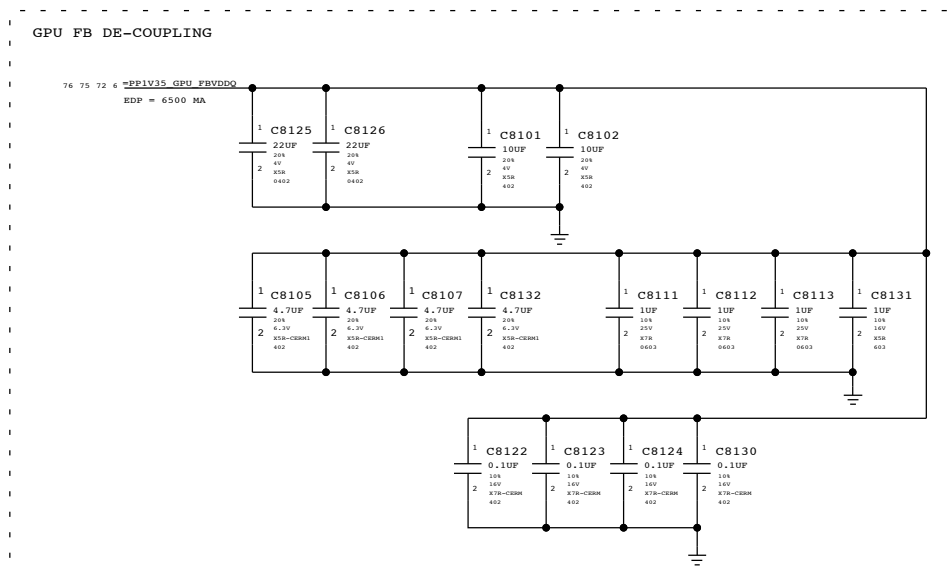 GPU FB DE-COUPLING
76 75 72 6 =PP1V35_GPU_FBVDDQ
EDP = 6500 MA
1 C8125
22UF
20%
4V
X5R
0402
2
1 C8126
22UF
20%
4V
X5R
0402
2
1 C8101
10UF
20%
4V
X5R
402
2
1 C8102
10UF
20%
4V
X5R
402
2
1 C8105
4.7UF
20%
6.3V
X5R-CERM1
402
2
1 C8106
4.7UF
20%
6.3V
X5R-CERM1
402
2
1 C8107
4.7UF
20%
6.3V
X5R-CERM1
402
2
1 C8132
4.7UF
20%
6.3V
X5R-CERM1
402
2
1 C8111
1UF
10%
25V
X7R
0603
2
1 C8112
1UF
10%
25V
X7R
0603
2
1 C8113
1UF
10%
25V
X7R
0603
2
1 C8131
1UF
10%
16V
X5R
603
2
1 C8122
0.1UF
10%
16V
X7R-CERM
402
2
1 C8123
0.1UF
10%
16V
X7R-CERM
402
2
1 C8124
0.1UF
10%
16V
X7R-CERM
402
2
1 C8130
0.1UF
10%
16V
X7R-CERM
402
2